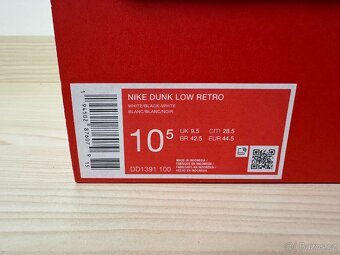 NIKE DUNK LOW RETRO
WHITE/BLACK-WHITE
BLANC/BLANC/NOIR
10 5
UK 9.5 CM 28.5
BR 42.5 EUR 44.5
DD1391 100
MADE IN INDONESIA